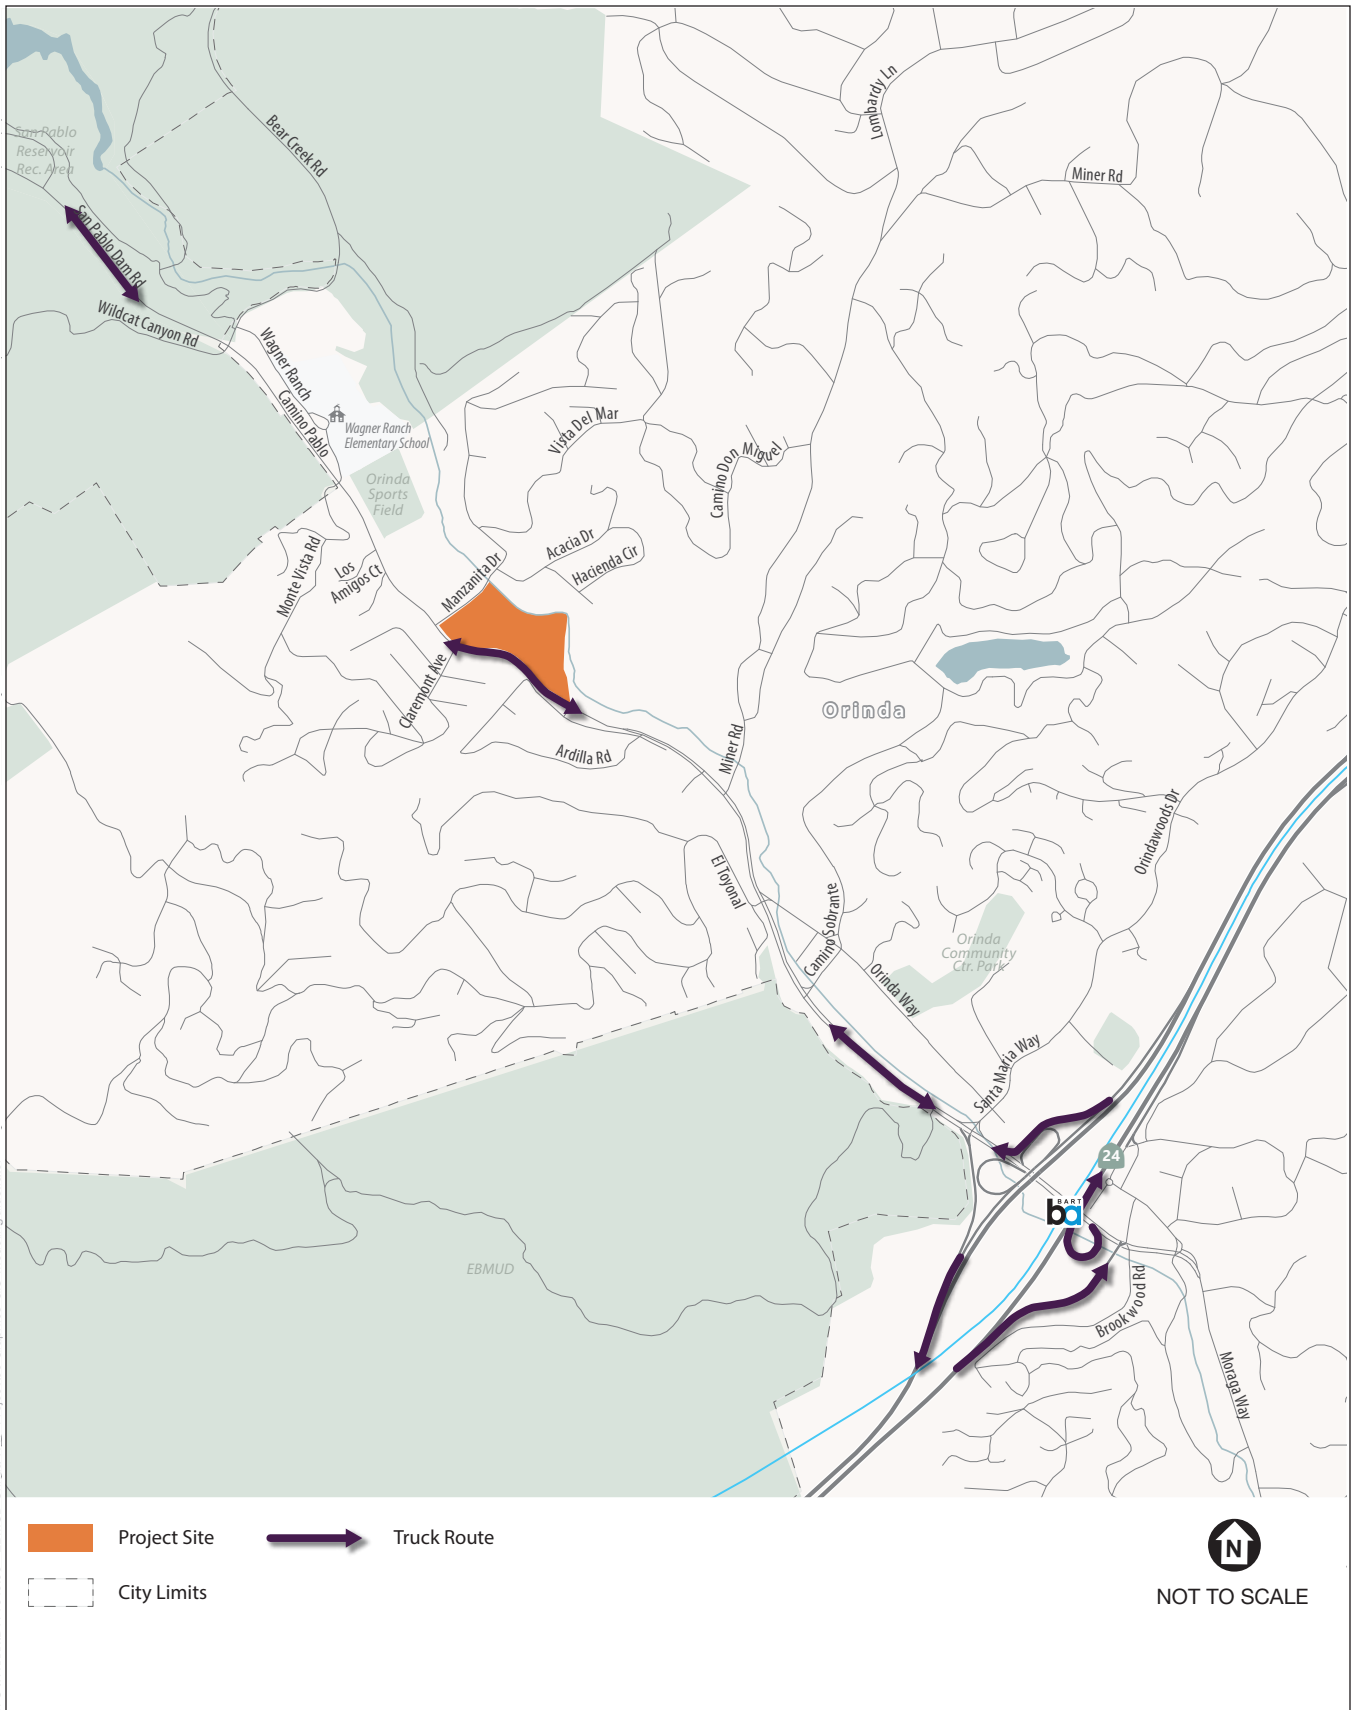 Lombardy Ln
Bear Creek Rd
San Pablo
Reservoir
Rec. Area
Miner Rd
San Pablo Dam Rd
Wildcat Canyon Rd
Wagner Ranch
Camino Pablo
Wagner Ranch
Elementary School
Vista Del Mar
Camino Don Miguel
Orinda
Sports
Field
Acacia Dr
Hacienda Cir
Monte Vista Rd
Los
Amigos Ct
Manzanita Dr
Claremont Ave
Orinda
Ardilla Rd
Miner Rd
Orindawoods Dr
El Toyonal
Camino Sobrante
Orinda
Community
Ctr. Park
Orinda Way
Santa Maria Way
24
BART
ba
EBMUD
Brookwood Rd
Moraga Way
Project Site
Truck Route
City Limits
N
NOT TO SCALE